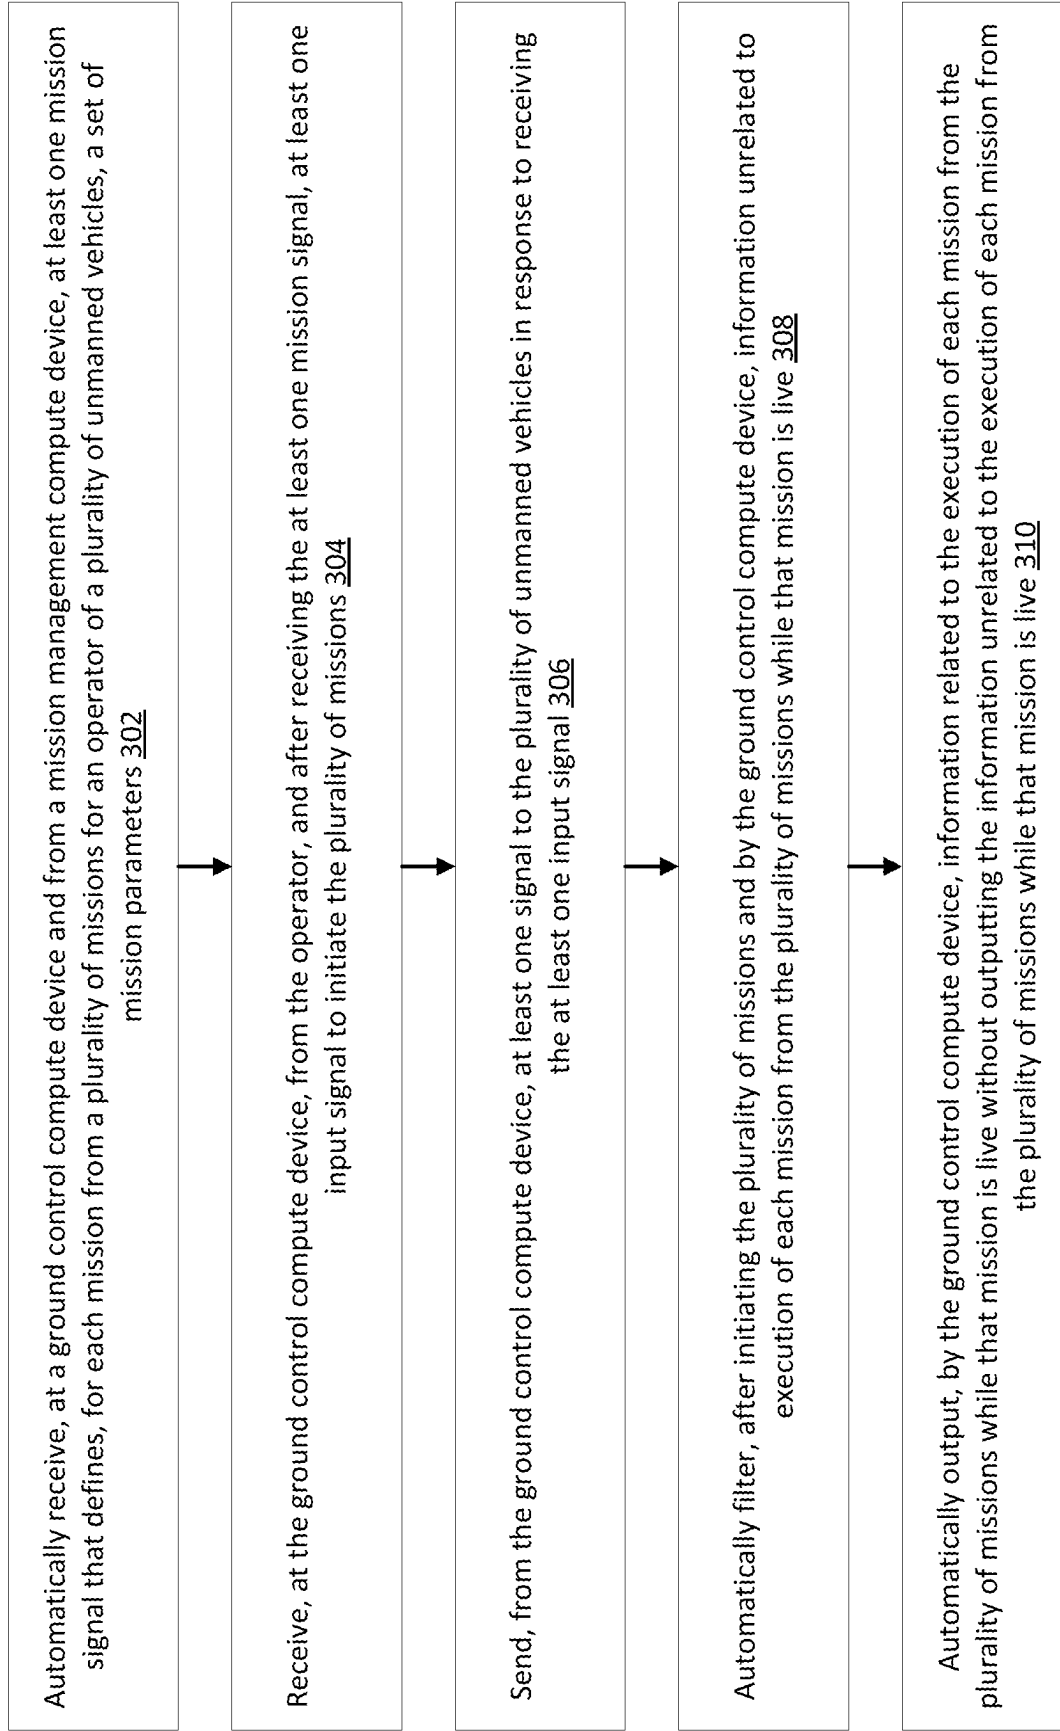 Automatically receive, at a ground control compute device and from a mission management compute device, at least one mission
signal that defines, for each mission from a plurality of missions for an operator of a plurality of unmanned vehicles, a set of
mission parameters 302
Receive, at the ground control compute device, from the operator, and after receiving the at least one mission signal, at least one
input signal to initiate the plurality of missions 304
Send, from the ground control compute device, at least one signal to the plurality of unmanned vehicles in response to receiving
the at least one input signal 306
Automatically filter, after initiating the plurality of missions and by the ground control compute device, information unrelated to
execution of each mission from the plurality of missions while that mission is live 308
Automatically output, by the ground control compute device, information related to the execution of each mission from the
plurality of missions while that mission is live without outputting the information unrelated to the execution of each mission from
the plurality of missions while that mission is live 310